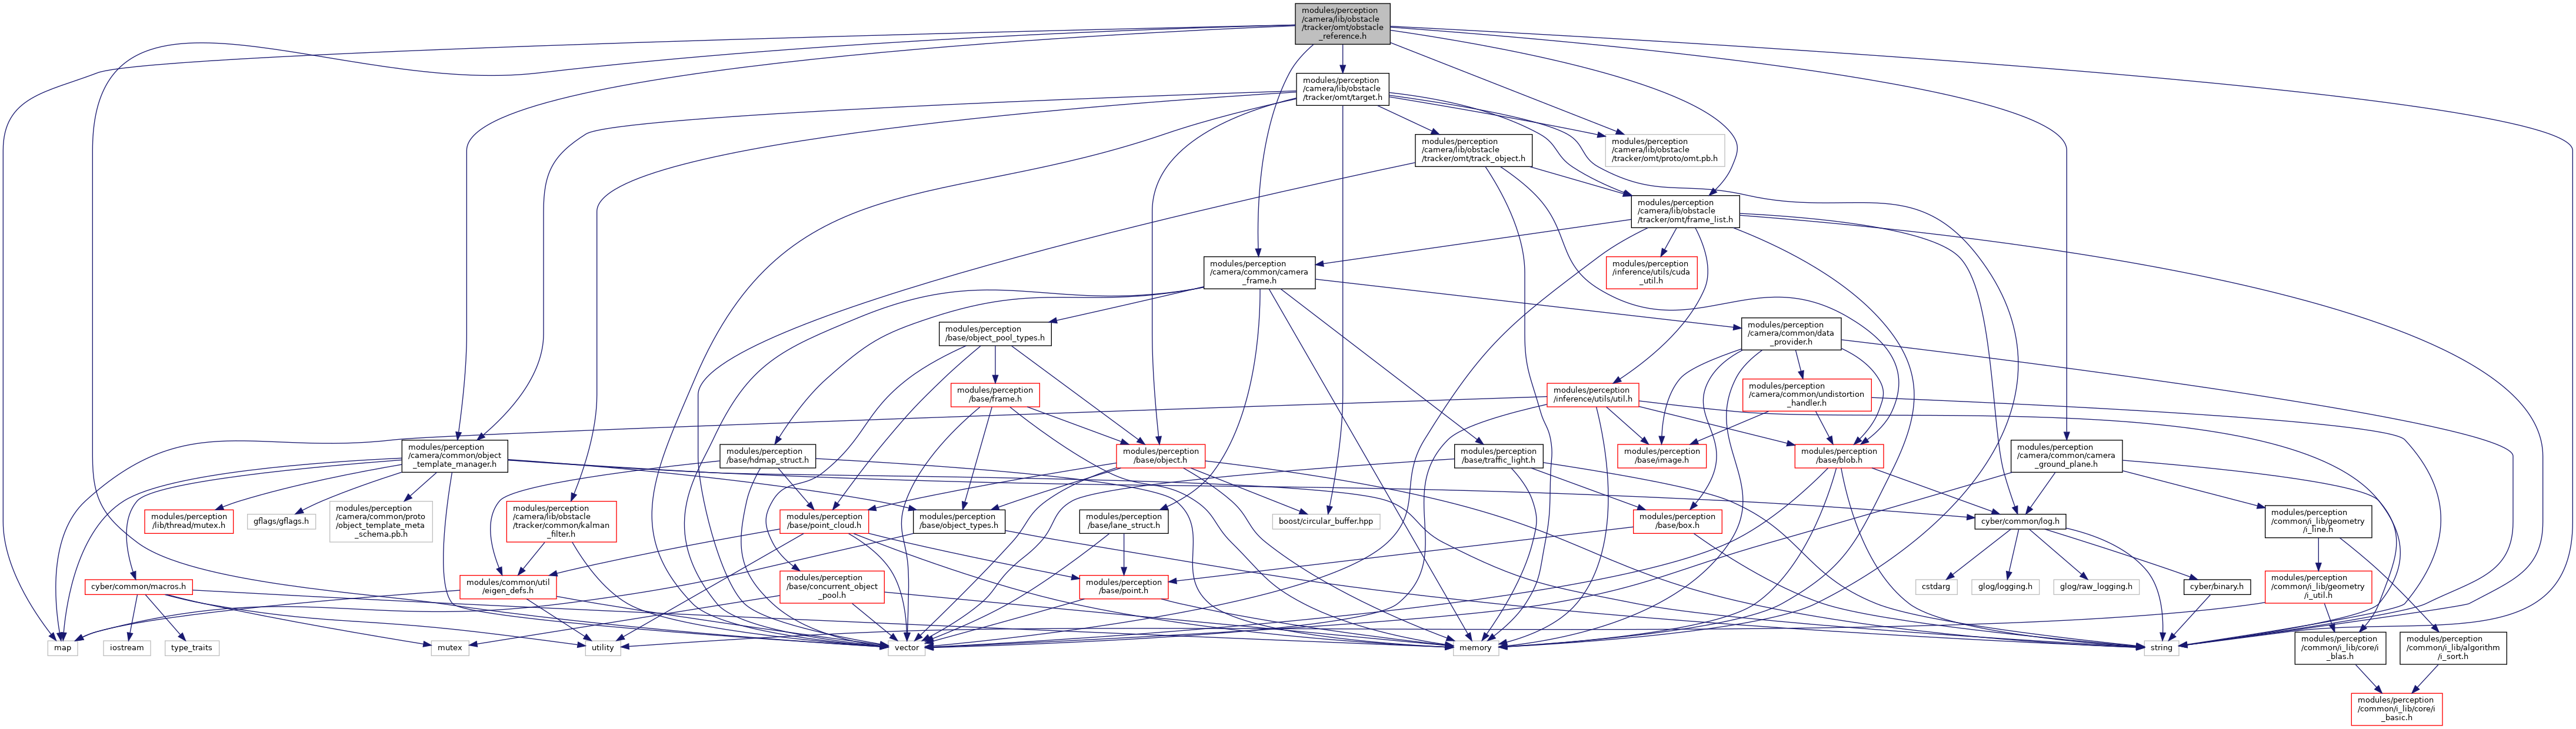 modules/perception
/camera/lib/obstacle
/tracker/omt/obstacle
_reference.h
modules/perception
/camera/lib/obstacle
/tracker/omt/target.h
modules/perception
/camera/lib/obstacle
/tracker/omt/track_object.h
modules/perception
/camera/lib/obstacle
/tracker/omt/proto/omt.pb.h
modules/perception
/camera/lib/obstacle
/tracker/omt/frame_list.h
modules/perception
/camera/common/camera
_frame.h
modules/perception
/inference/utils/cuda
_util.h
modules/perception
/base/object_pool_types.h
modules/perception
/camera/common/data
_provider.h
modules/perception
/base/frame.h
modules/perception
/inference/utils/util.h
modules/perception
/camera/common/undistortion
_handler.h
modules/perception
/camera/common/object
_template_manager.h
modules/perception
/base/hdmap_struct.h
modules/perception
/base/object.h
modules/perception
/base/traffic_light.h
modules/perception
/base/image.h
modules/perception
/base/blob.h
modules/perception
/camera/common/camera
_ground_plane.h
modules/perception
/lib/thread/mutex.h
gflags/gflags.h
modules/perception
/camera/common/proto
/object_template_meta
_schema.pb.h
modules/perception
/camera/lib/obstacle
/tracker/common/kalman
_filter.h
modules/perception
/base/point_cloud.h
modules/perception
/base/object_types.h
modules/perception
/base/lane_struct.h
boost/circular_buffer.hpp
modules/perception
/base/box.h
cyber/common/log.h
modules/perception
/common/i_lib/geometry
/i_line.h
cyber/common/macros.h
modules/common/util
/eigen_defs.h
modules/perception
/base/concurrent_object
_pool.h
modules/perception
/base/point.h
cstdarg
glog/logging.h
glog/raw_logging.h
cyber/binary.h
modules/perception
/common/i_lib/geometry
/i_util.h
map
iostream
type_traits
mutex
utility
vector
memory
string
modules/perception
/common/i_lib/core/i
_blas.h
modules/perception
/common/i_lib/algorithm
/i_sort.h
modules/perception
/common/i_lib/core/i
_basic.h